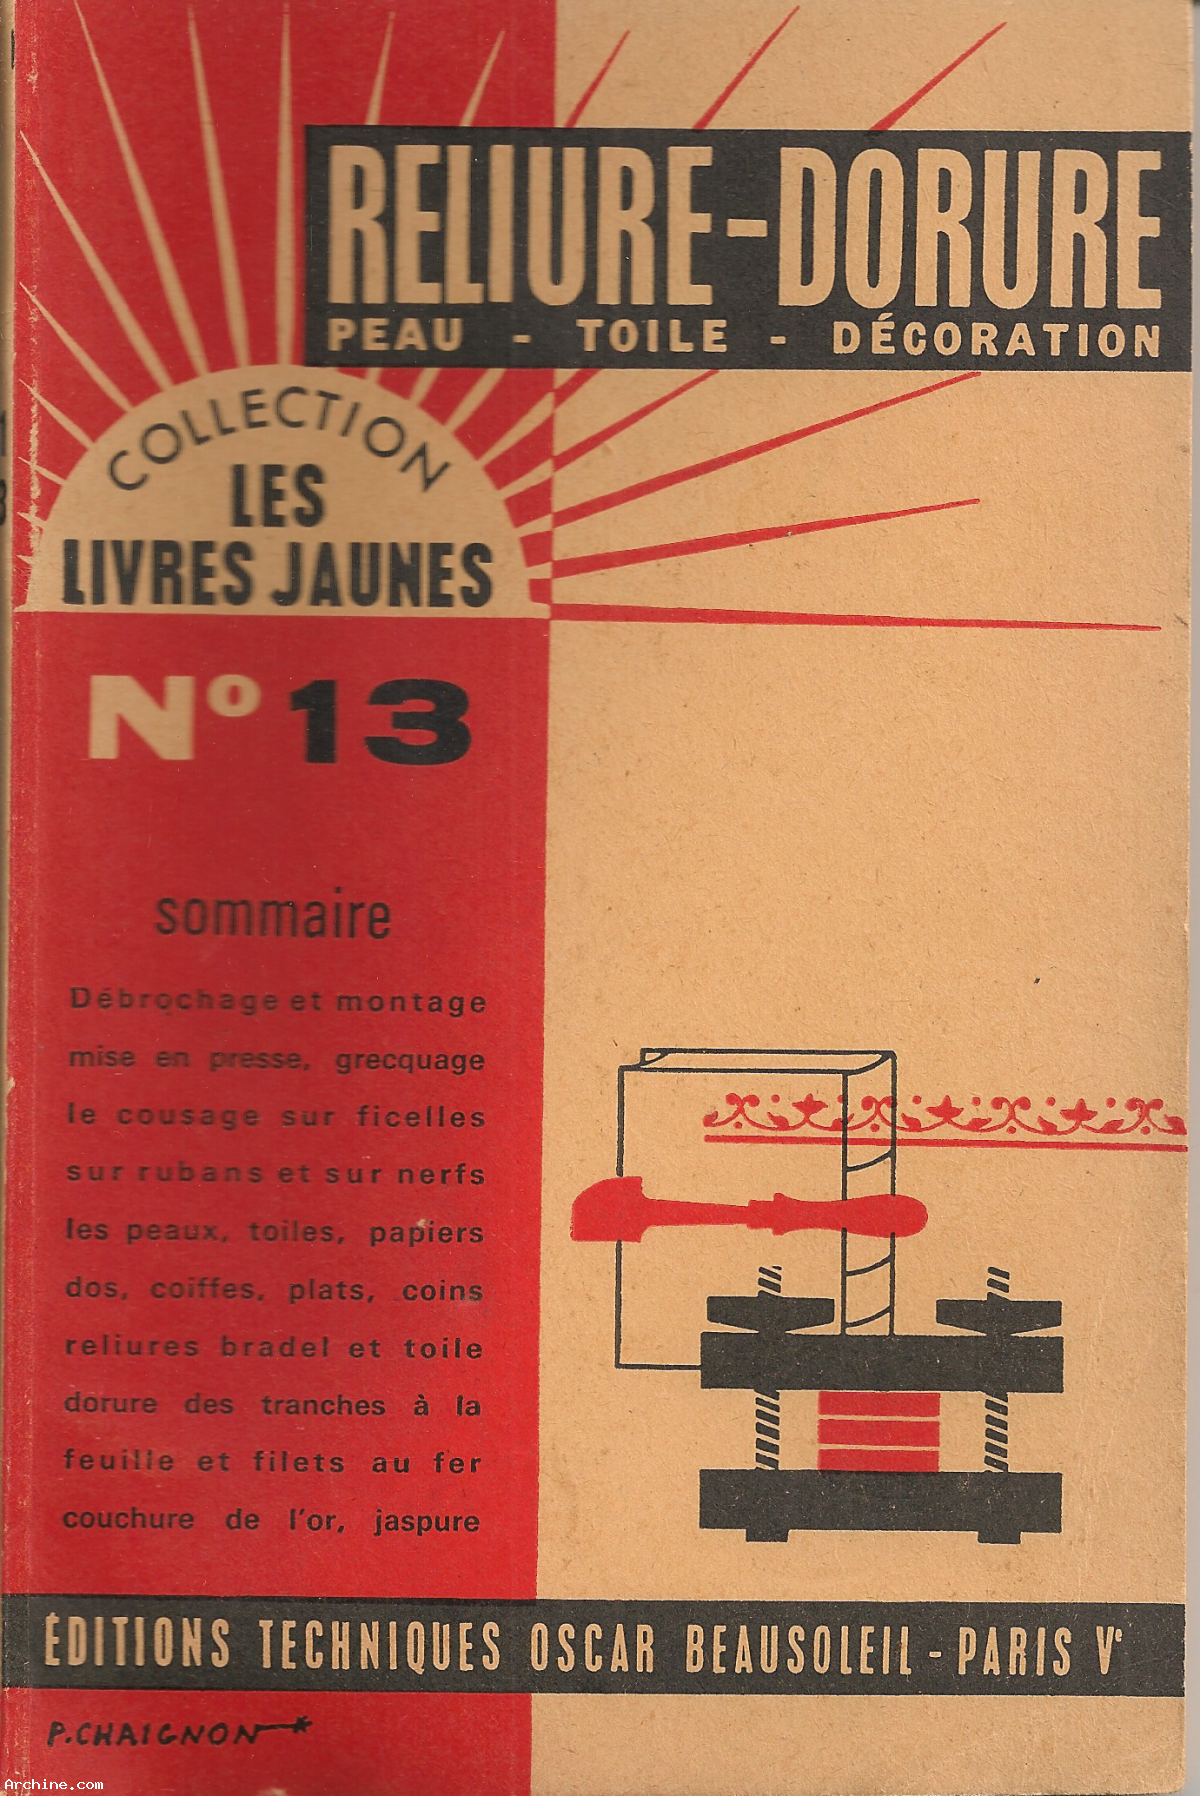 RELIURE-DORURE
PEAU - TOILE - DÉCORATION
COLLECTION
LES
LIVRES JAUNES
1
3
Nº 13
sommaire
Débrochage et montage
mise en presse, grecquage
le cousage sur ficelles
sur rubans et sur nerfs
les peaux, toiles, papiers
dos, coiffes, plats, coins
reliures bradel et toile
dorure des tranches à la
feuille et filets au fer
couchure de l'or, jaspure
ÉDITIONS TECHNIQUES OSCAR BEAUSOLEIL - PARIS Vᵉ
P. CHAIGNON
Archine.com